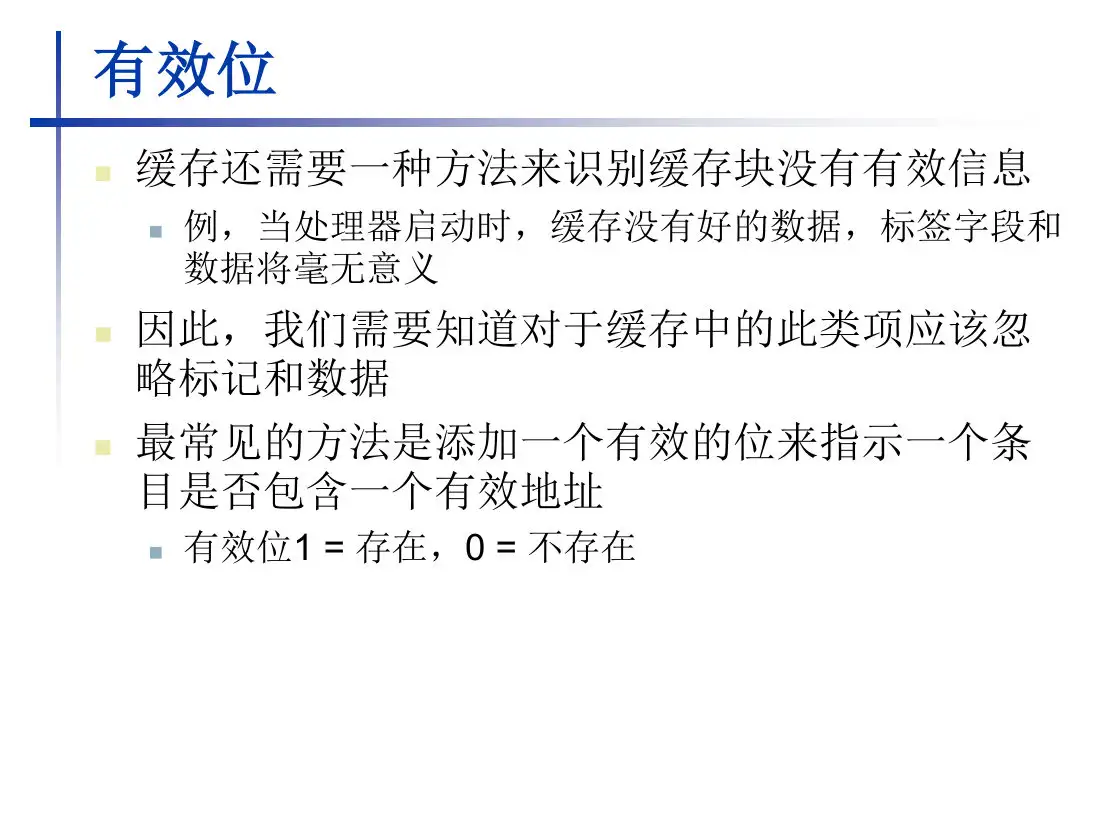 有效位
缓存还需要一种方法来识别缓存块没有有效信息
例，当处理器启动时，缓存没有好的数据，标签字段和
数据将毫无意义
因此，我们需要知道对于缓存中的此类项应该忽
略标记和数据
最常见的方法是添加一个有效的位来指示一个条
目是否包含一个有效地址
有效位1 = 存在，0 = 不存在